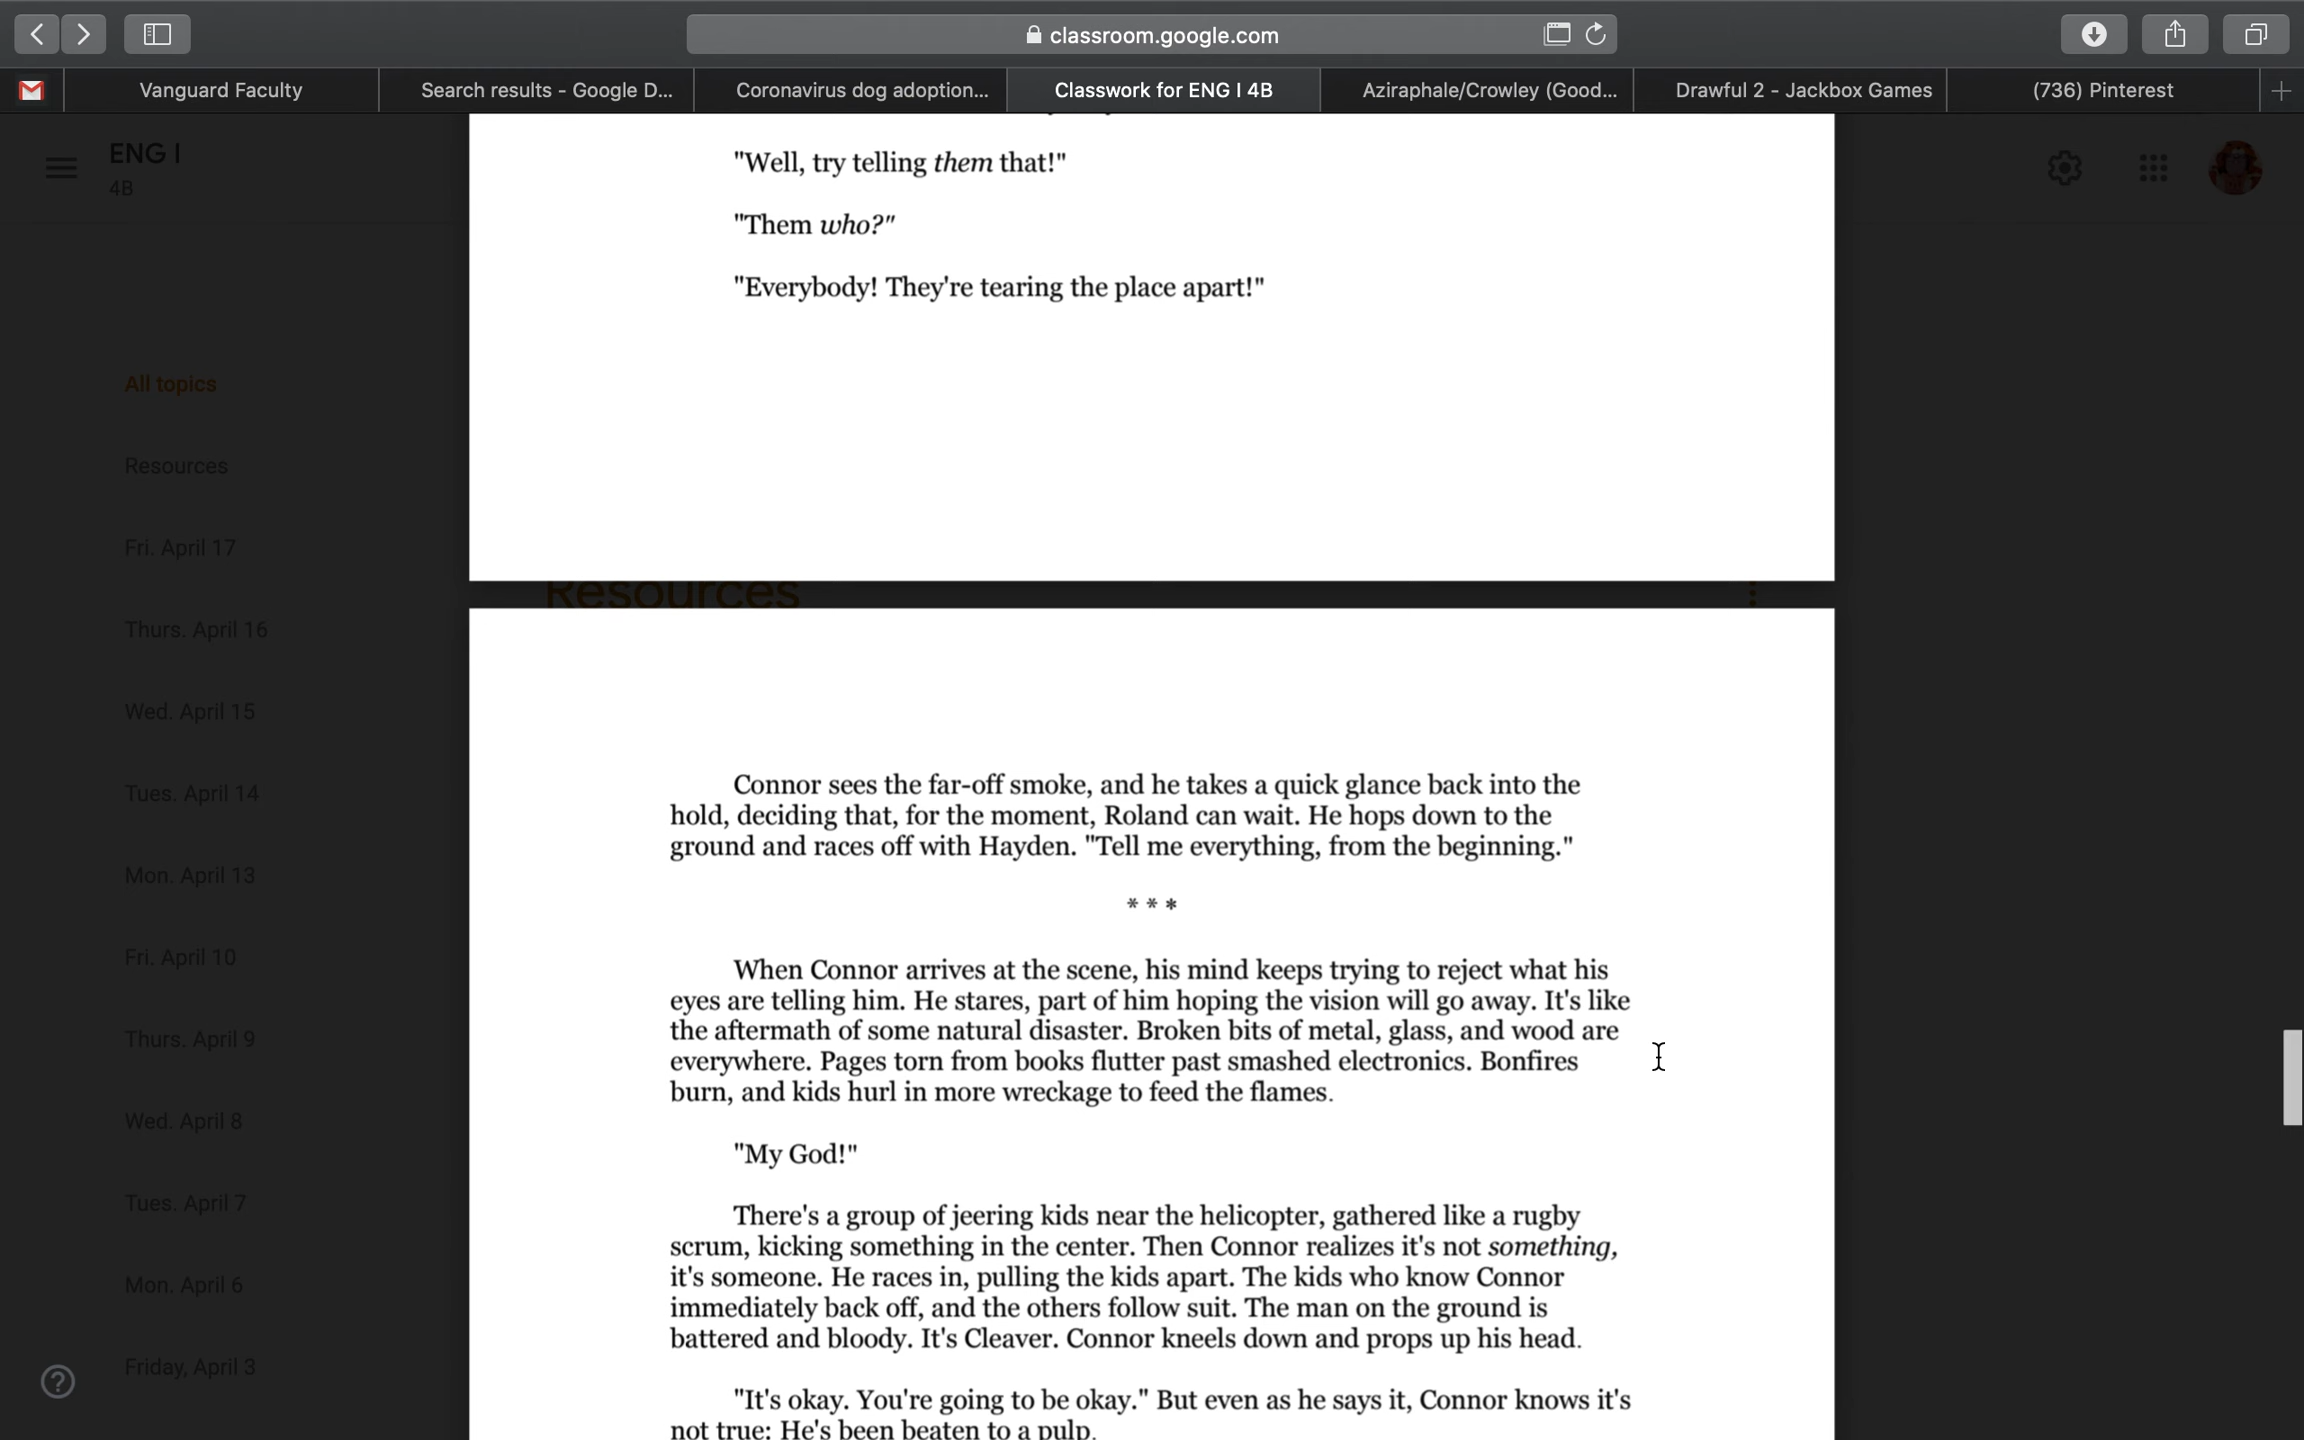 classroom.google.com
Vanguard Faculty
Search results - Google D...
Coronavirus dog adoption...
Classwork for ENG I 4B
Aziraphale/Crowley (Good...
Drawful 2 - Jackbox Games
(736) Pinterest
ENG I
4B
All topics
Resources
Fri. April 17
Thurs. April 16
Wed. April 15
Tues. April 14
Mon. April 13
Fri. April 10
Thurs. April 9
Wed. April 8
Tues. April 7
Mon. April 6
Friday, April 3
"Well, try telling them that!"
"Them who?"
"Everybody! They're tearing the place apart!"
Resources
Connor sees the far-off smoke, and he takes a quick glance back into the
hold, deciding that, for the moment, Roland can wait. He hops down to the
ground and races off with Hayden. "Tell me everything, from the beginning."
* * *
When Connor arrives at the scene, his mind keeps trying to reject what his
eyes are telling him. He stares, part of him hoping the vision will go away. It's like
the aftermath of some natural disaster. Broken bits of metal, glass, and wood are
everywhere. Pages torn from books flutter past smashed electronics. Bonfires
burn, and kids hurl in more wreckage to feed the flames.
"My God!"
There's a group of jeering kids near the helicopter, gathered like a rugby
scrum, kicking something in the center. Then Connor realizes it's not something,
it's someone. He races in, pulling the kids apart. The kids who know Connor
immediately back off, and the others follow suit. The man on the ground is
battered and bloody. It's Cleaver. Connor kneels down and props up his head.
"It's okay. You're going to be okay." But even as he says it, Connor knows it's
not true: He's been beaten to a pulp.